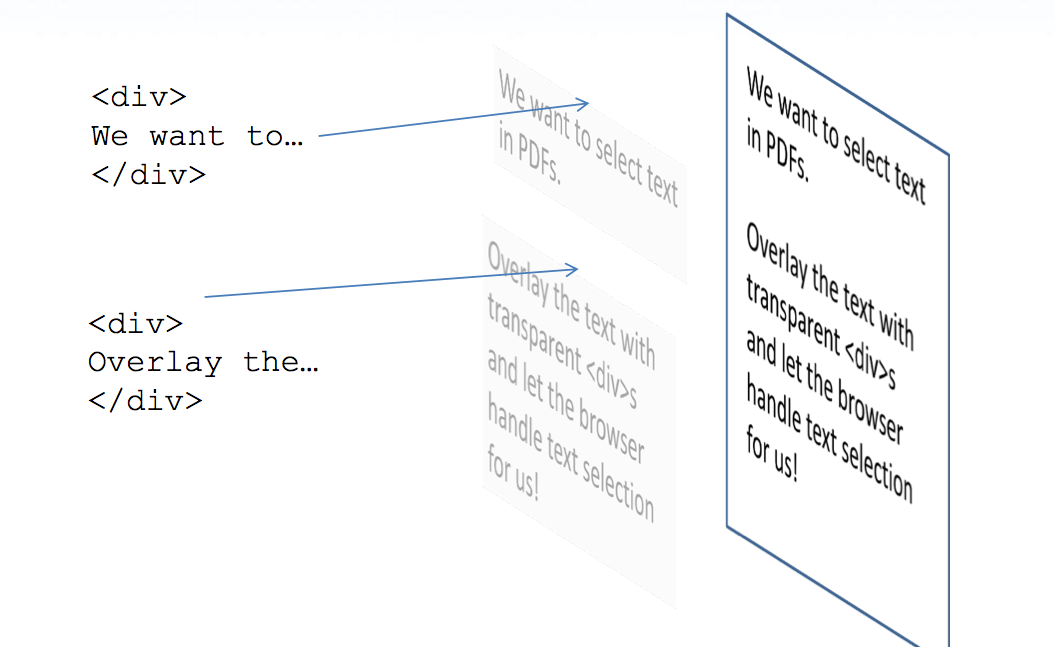 <div>
We want to…
</div>
<div>
Overlay the…
</div>
We want to select text
in PDFs.
Overlay the text with
transparent <div>s
and let the browser
handle text selection
for us!
We want to select text
in PDFs.
Overlay the text with
transparent <div>s
and let the browser
handle text selection
for us!